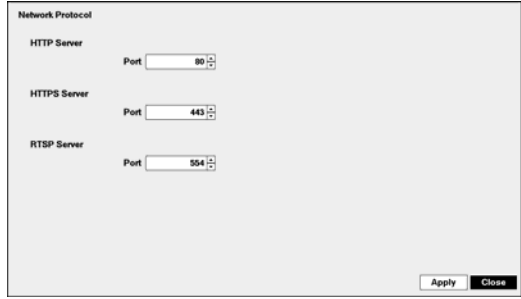 Network Protocol
HTTP Server
Port 80
HTTPS Server
Port 443
RTSP Server
Port 554
Apply Close